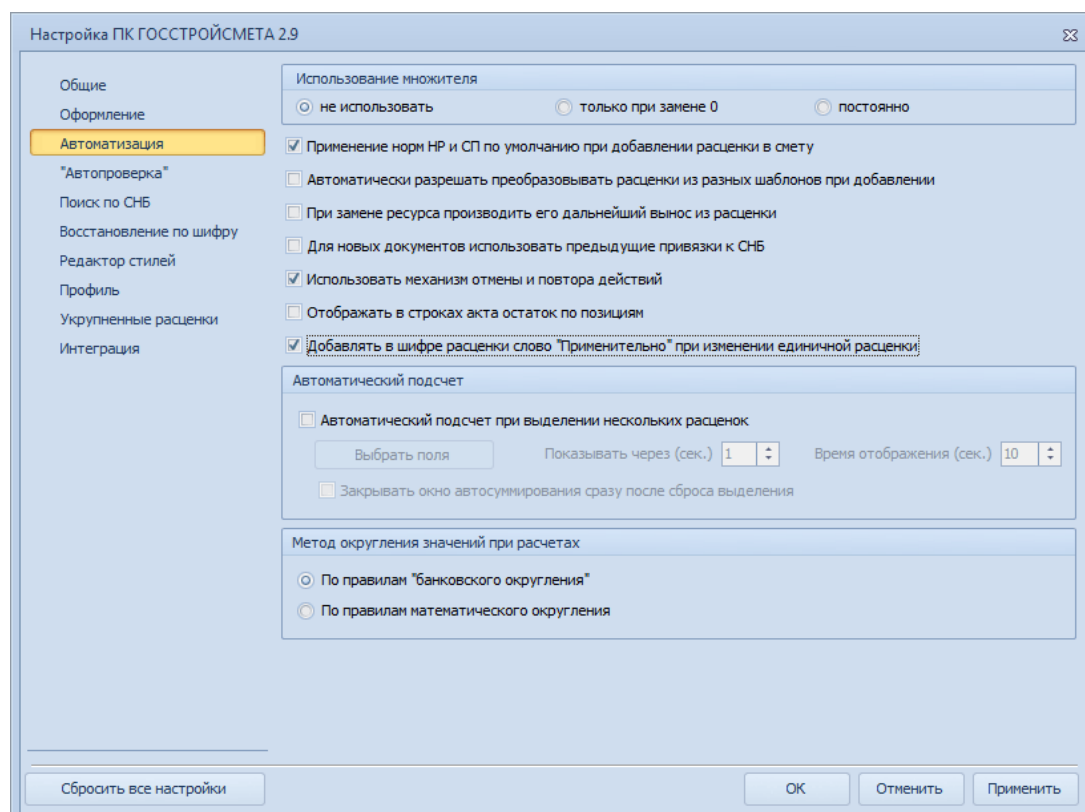 Настройка ПК ГОССТРОЙСМЕТА 2.9
Общие
Оформление
Автоматизация
"Автопроверка"
Поиск по СНБ
Восстановление по шифру
Редактор стилей
Профиль
Укрупненные расценки
Интеграция
Использование множителя
не использовать только при замене 0 постоянно
Применение норм НР и СП по умолчанию при добавлении расценки в смету
Автоматически разрешать преобразовывать расценки из разных шаблонов при добавлении
При замене ресурса производить его дальнейший вынос из расценки
Для новых документов использовать предыдущие привязки к СНБ
Использовать механизм отмены и повтора действий
Отображать в строках акта остаток по позициям
Добавлять в шифре расценки слово "Применительно" при изменении единичной расценки
Автоматический подсчет
Автоматический подсчет при выделении нескольких расценок
Выбрать поля Показывать через (сек.) 1 Время отображения (сек.) 10
Закрывать окно автосуммирования сразу после сброса выделения
Метод округления значений при расчетах
По правилам "банковского округления"
По правилам математического округления
Сбросить все настройки ОК Отменить Применить